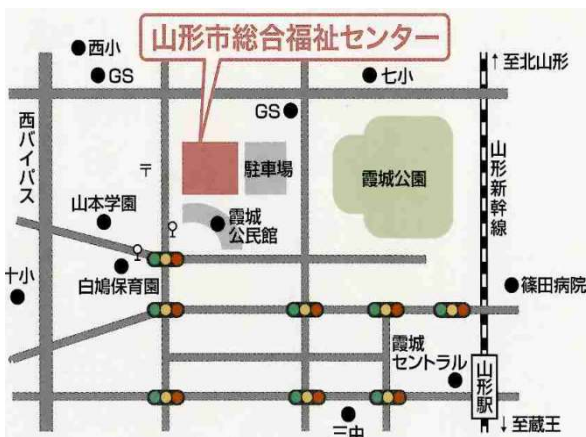 山形市総合福祉センター
西小
GS
七小
↑至北山形
GS
西バイパス
〒
駐車場
霞城公園
山形新幹線
山本学園
霞城
公民館
十小
白鳩保育園
篠田病院
霞城
セントラル
山形駅
三中
↓至蔵王